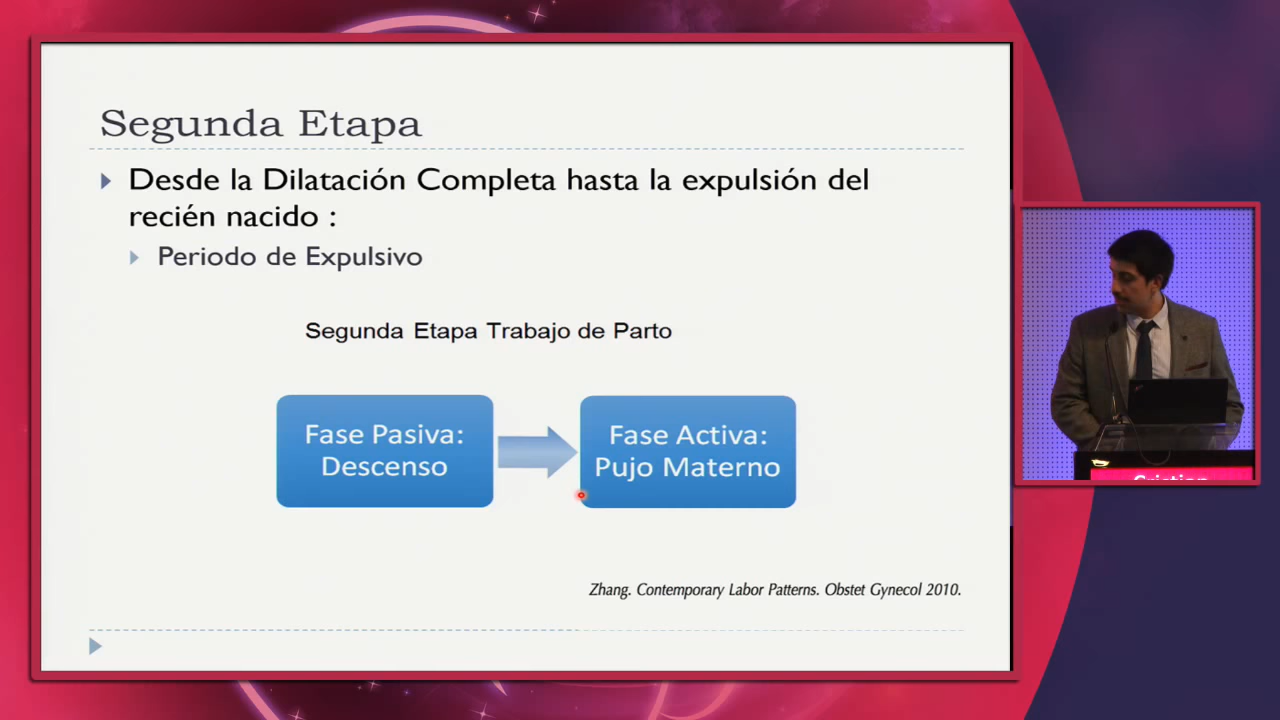 Segunda Etapa
Desde la Dilatación Completa hasta la expulsión del
recién nacido :
Periodo de Expulsivo
Segunda Etapa Trabajo de Parto
Fase Pasiva:
Descenso
Fase Activa:
Pujo Materno
Zhang. Contemporary Labor Patterns. Obstet Gynecol 2010.
Cristian